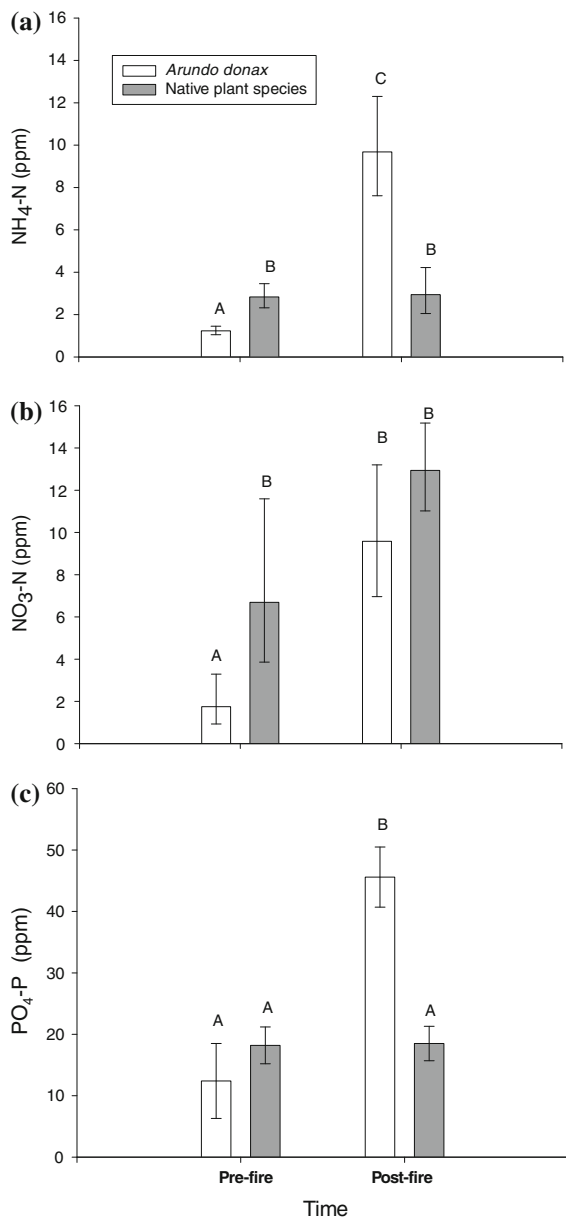 (a)
16
14
12
10
8
6
4
2
0
NH4-N (ppm)
Arundo donax
Native plant species
A
B
C
B
(b)
16
14
12
10
8
6
4
2
0
NO3-N (ppm)
A
B
B
B
(c)
60
50
40
30
20
10
0
PO4-P (ppm)
A
A
B
A
Pre-fire Post-fire
Time